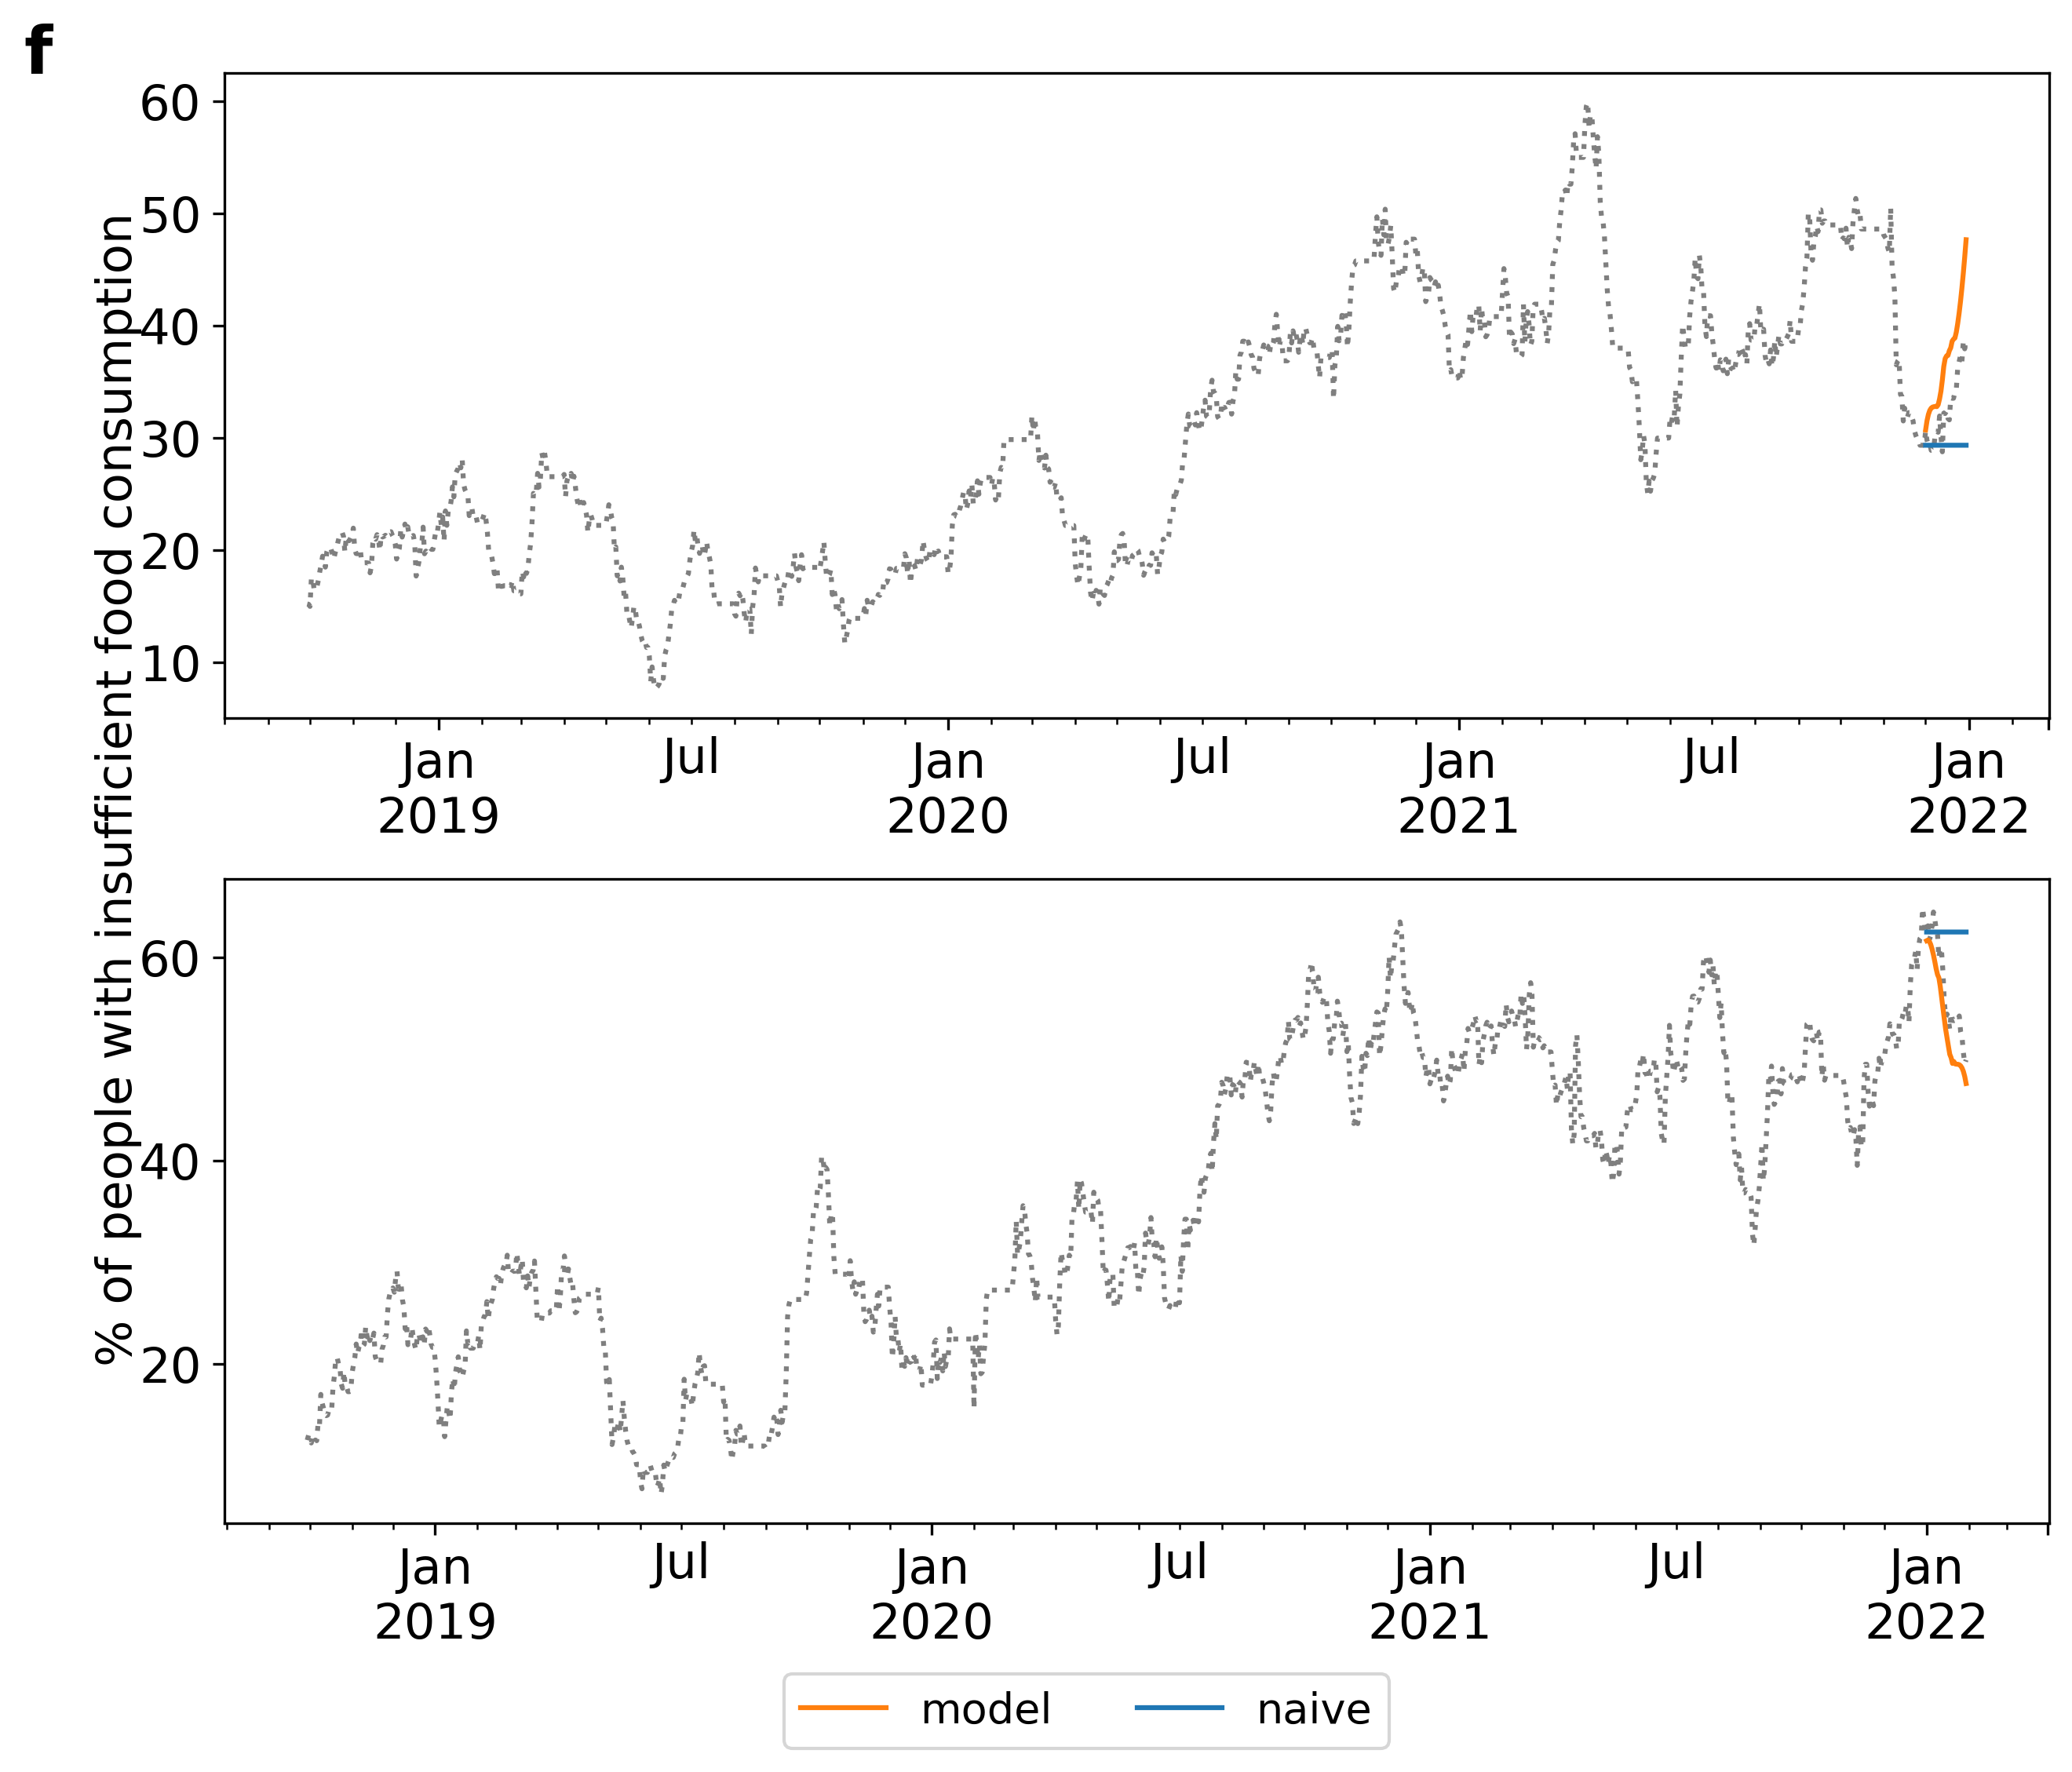 f
% of people with insufficient food consumption
60
50
40
30
20
10
Jan Jul Jan Jul Jan Jul Jan
2019 2020 2021 2022
60
40
20
Jan Jul Jan Jul Jan Jul Jan
2019 2020 2021 2022
model naive